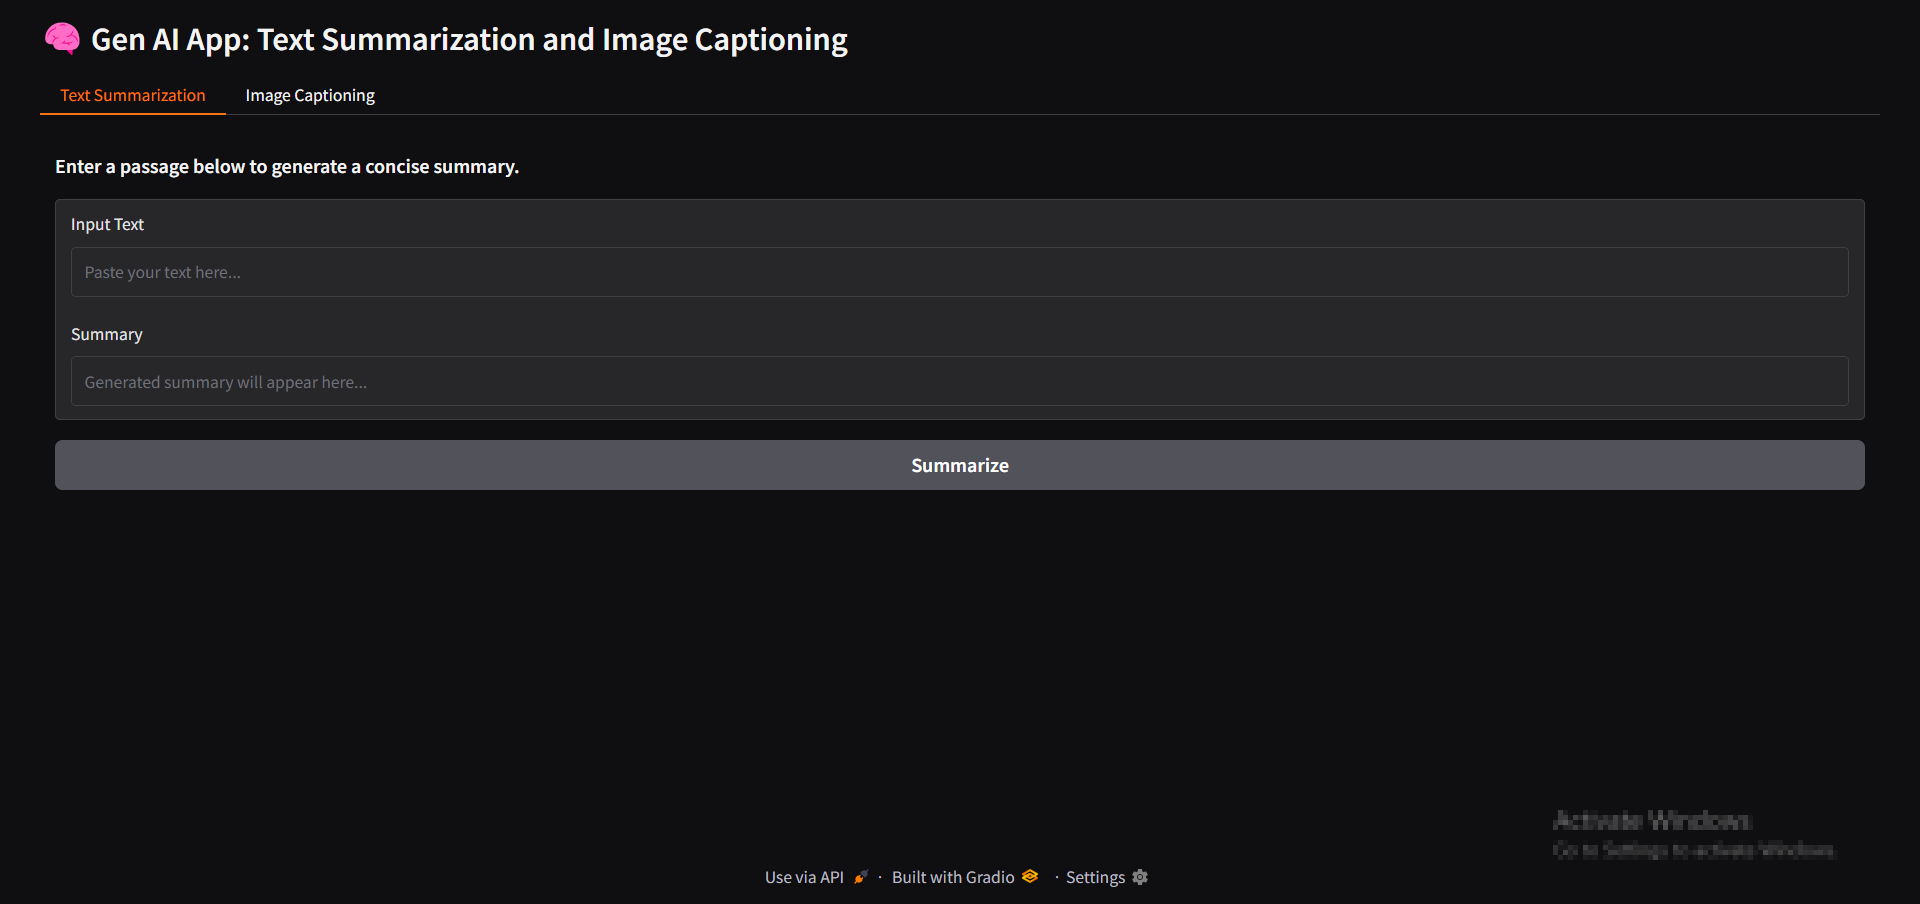 Gen AI App: Text Summarization and Image Captioning
Text Summarization Image Captioning
Enter a passage below to generate a concise summary.
Input Text
Paste your text here...
Summary
Generated summary will appear here...
Summarize
Activate Windows
Go to Settings to activate Windows.
Use via API · Built with Gradio · Settings